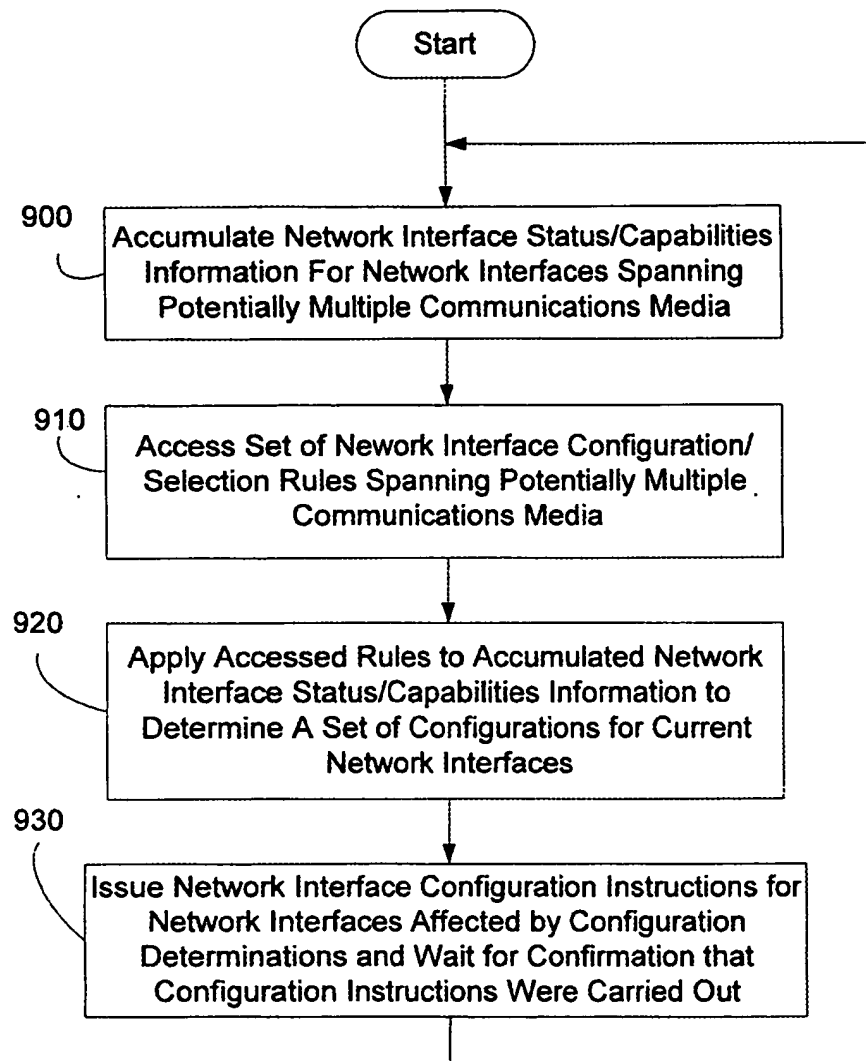 Start
900
Accumulate Network Interface Status/Capabilities
Information For Network Interfaces Spanning
Potentially Multiple Communications Media
910
Access Set of Nework Interface Configuration/
Selection Rules Spanning Potentially Multiple
Communications Media
920
Apply Accessed Rules to Accumulated Network
Interface Status/Capabilities Information to
Determine A Set of Configurations for Current
Network Interfaces
930
Issue Network Interface Configuration Instructions for
Network Interfaces Affected by Configuration
Determinations and Wait for Confirmation that
Configuration Instructions Were Carried Out